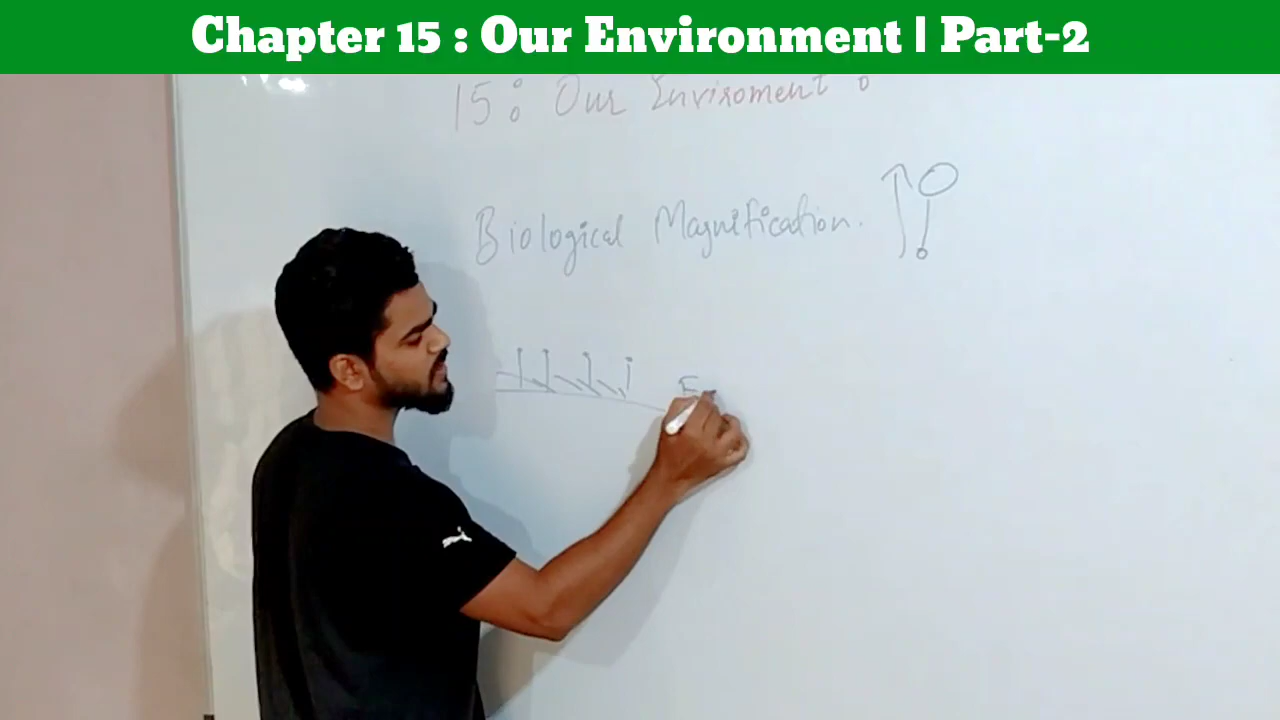 Chapter 15 : Our Environment | Part-2
15 : Our Enviroment :
Biological Magnification.
F